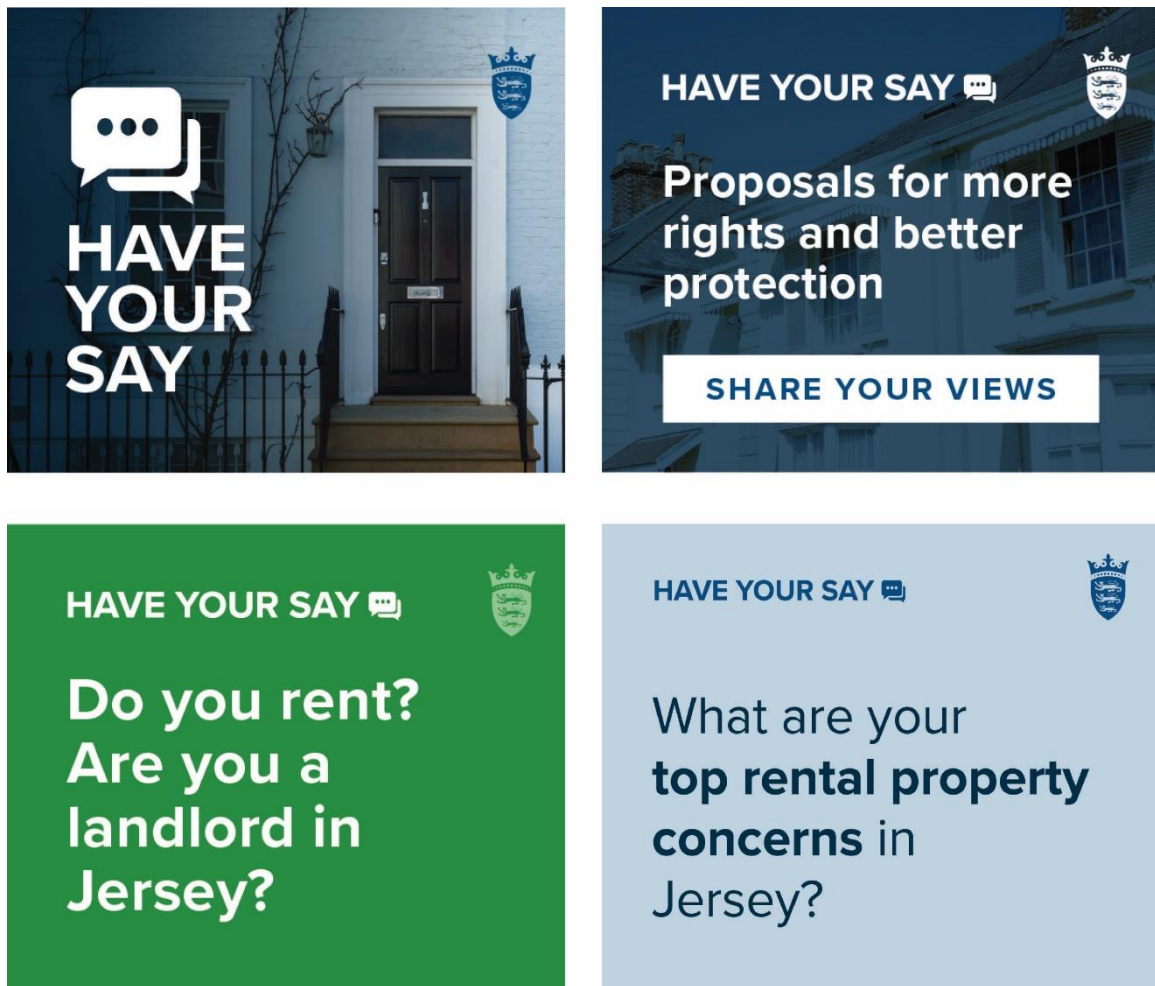 HAVE
YOUR
SAY
HAVE YOUR SAY
Proposals for more
rights and better
protection
SHARE YOUR VIEWS
HAVE YOUR SAY
Do you rent?
Are you a
landlord in
Jersey?
HAVE YOUR SAY
What are your
top rental property
concerns in
Jersey?